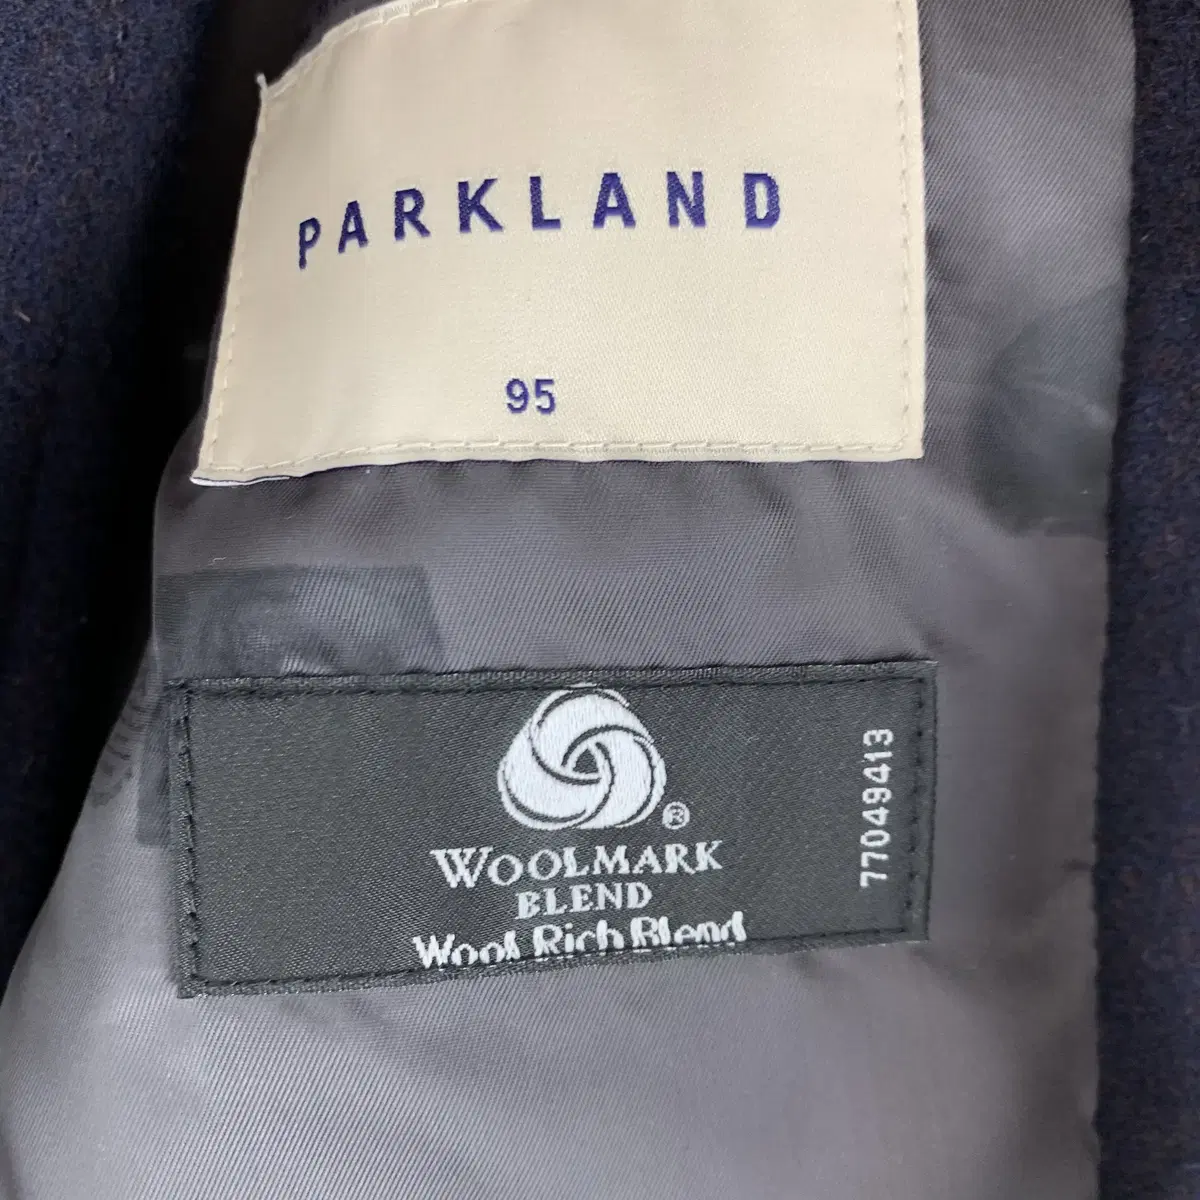 PARKLAND
95
®
WOOLMARK
BLEND
Wool Rich Blend
77049413